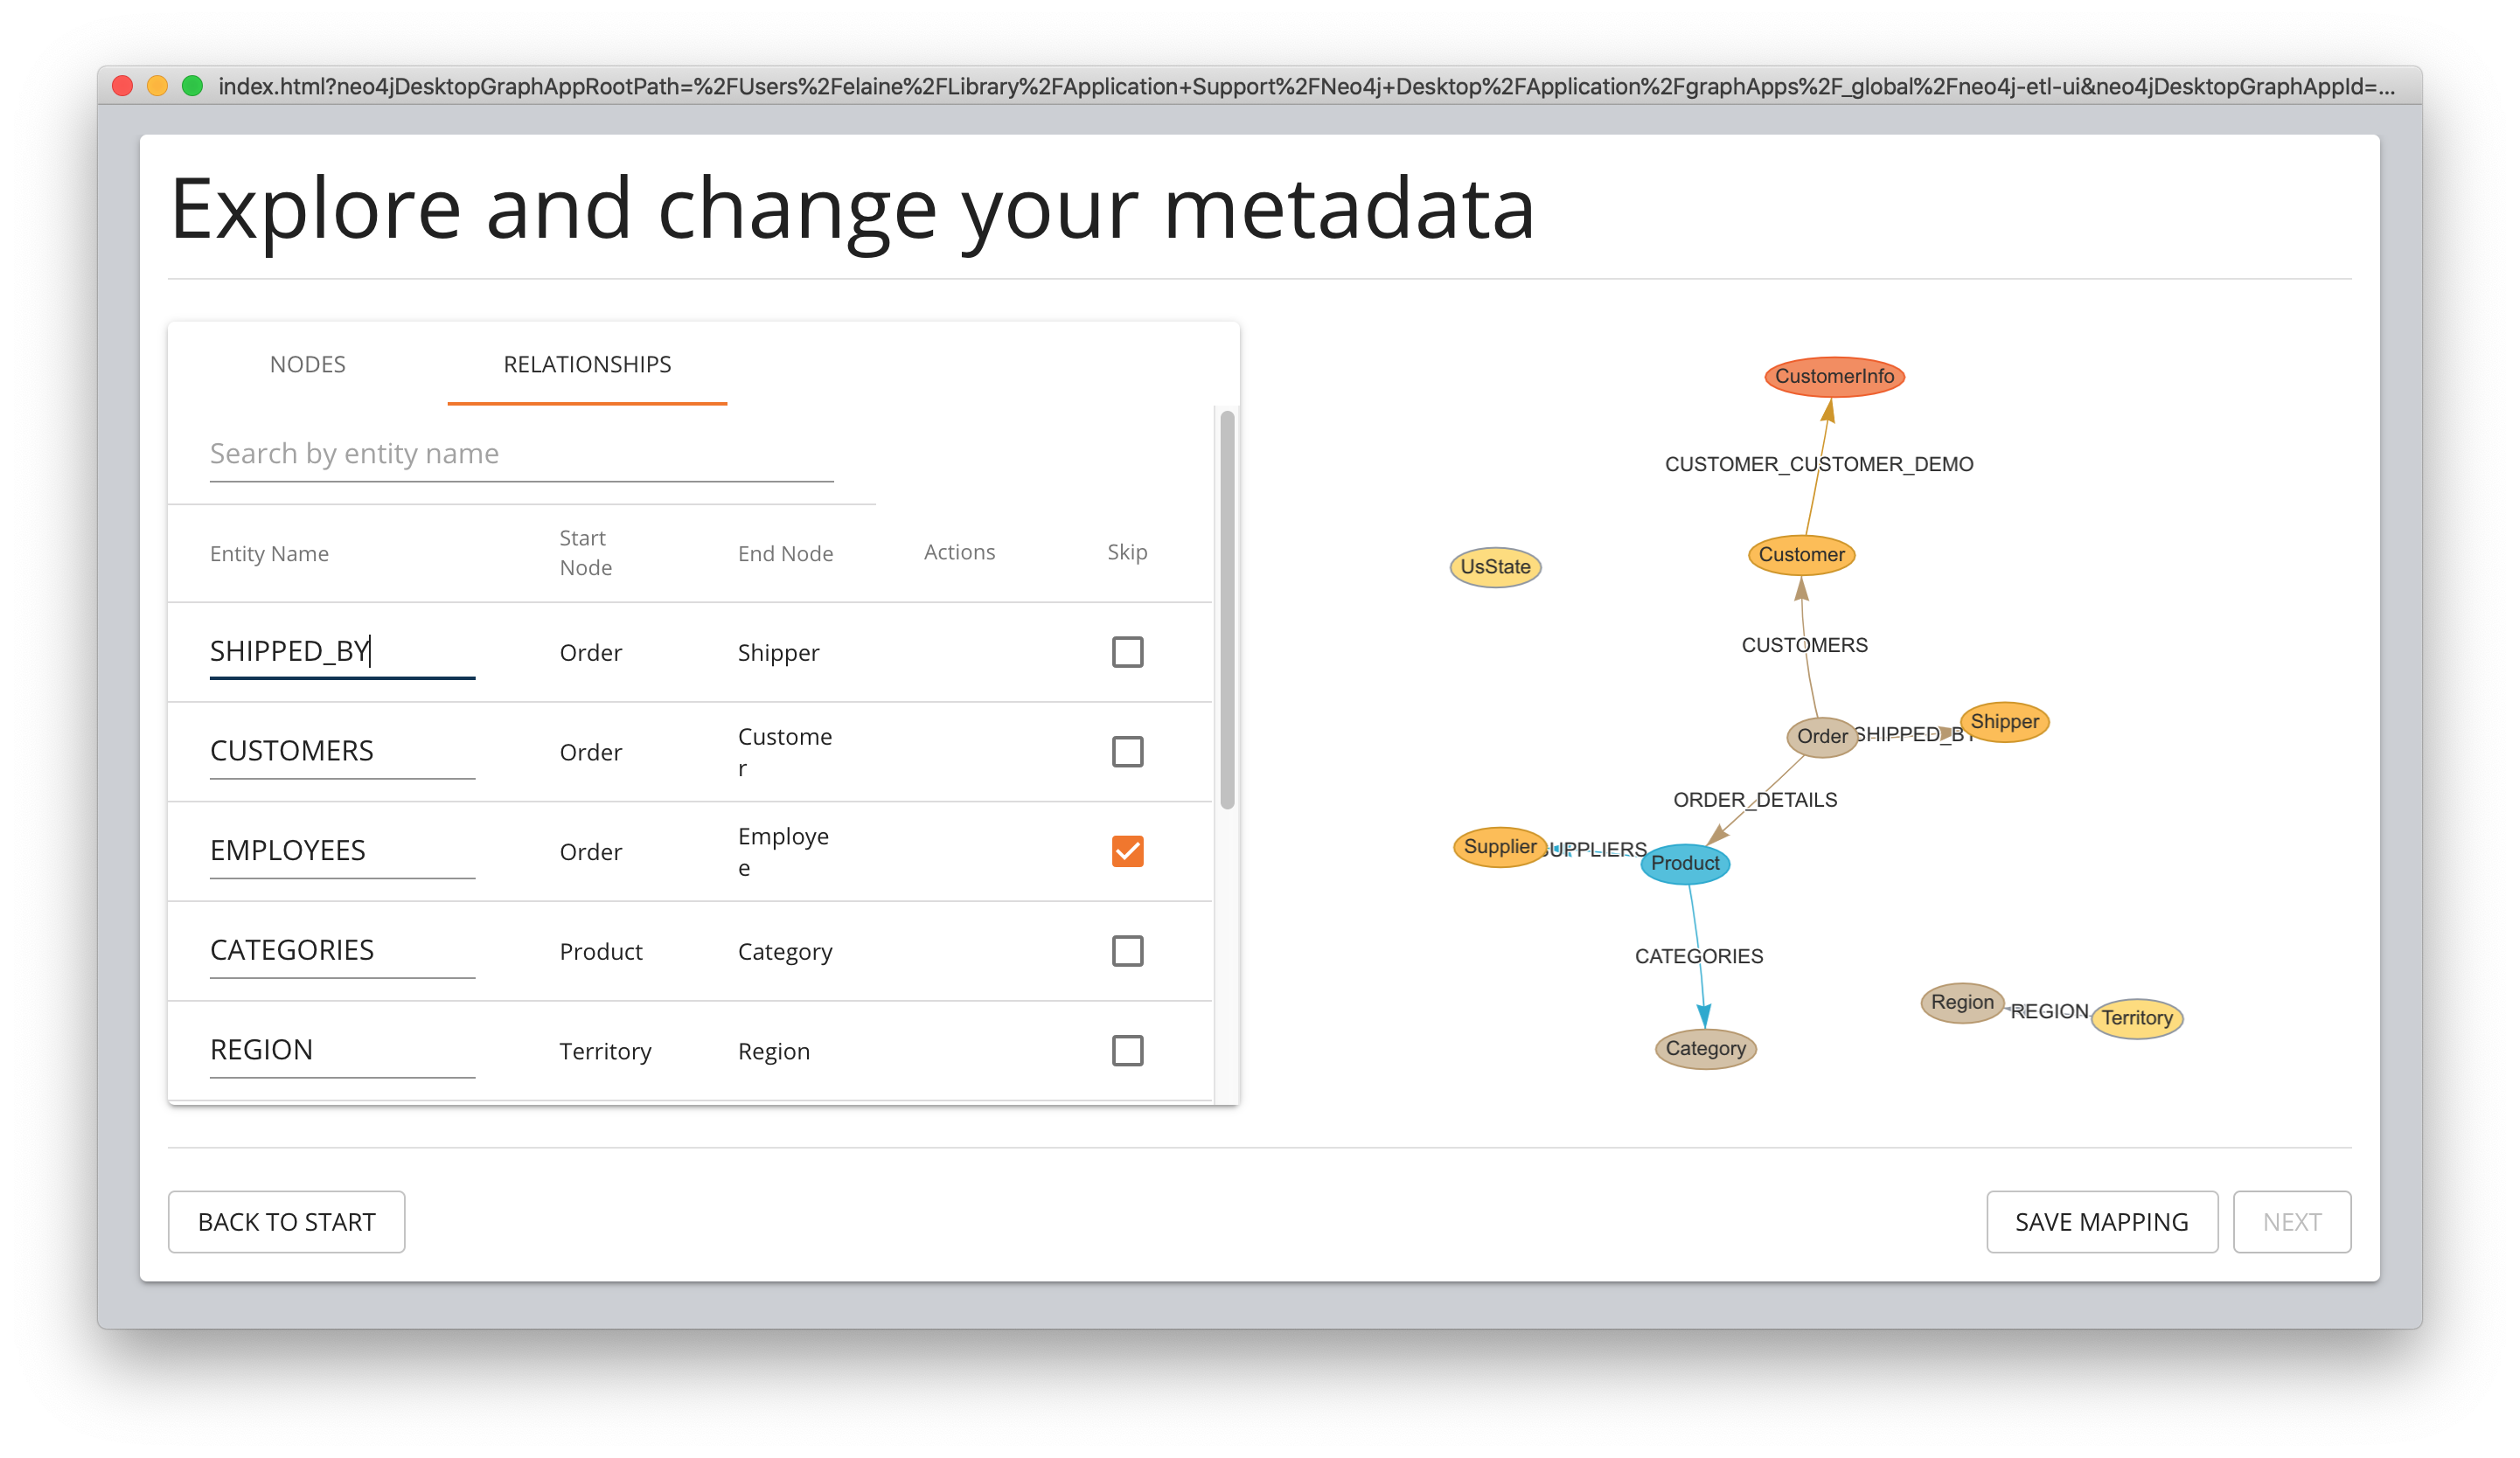 index.html?neo4jDesktopGraphAppRootPath=%2FUsers%2Felaine%2FLibrary%2FApplication+Support%2FNeo4j+Desktop%2FApplication%2FgraphApps%2F_global%2Fneo4j-etl-ui&neo4jDesktopGraphAppId=...
Explore and change your metadata
NODES RELATIONSHIPS
Search by entity name
Entity Name Start Node End Node Actions Skip
SHIPPED_BY Order Shipper
CUSTOMERS Order Customer
EMPLOYEES Order Employee
CATEGORIES Product Category
REGION Territory Region
CustomerInfo
CUSTOMER_CUSTOMER_DEMO
Customer
UsState
CUSTOMERS
Shipper
Order SHIPPED_BY
ORDER_DETAILS
Supplier SUPPLIERS Product
CATEGORIES
Region REGION Territory
Category
BACK TO START SAVE MAPPING NEXT